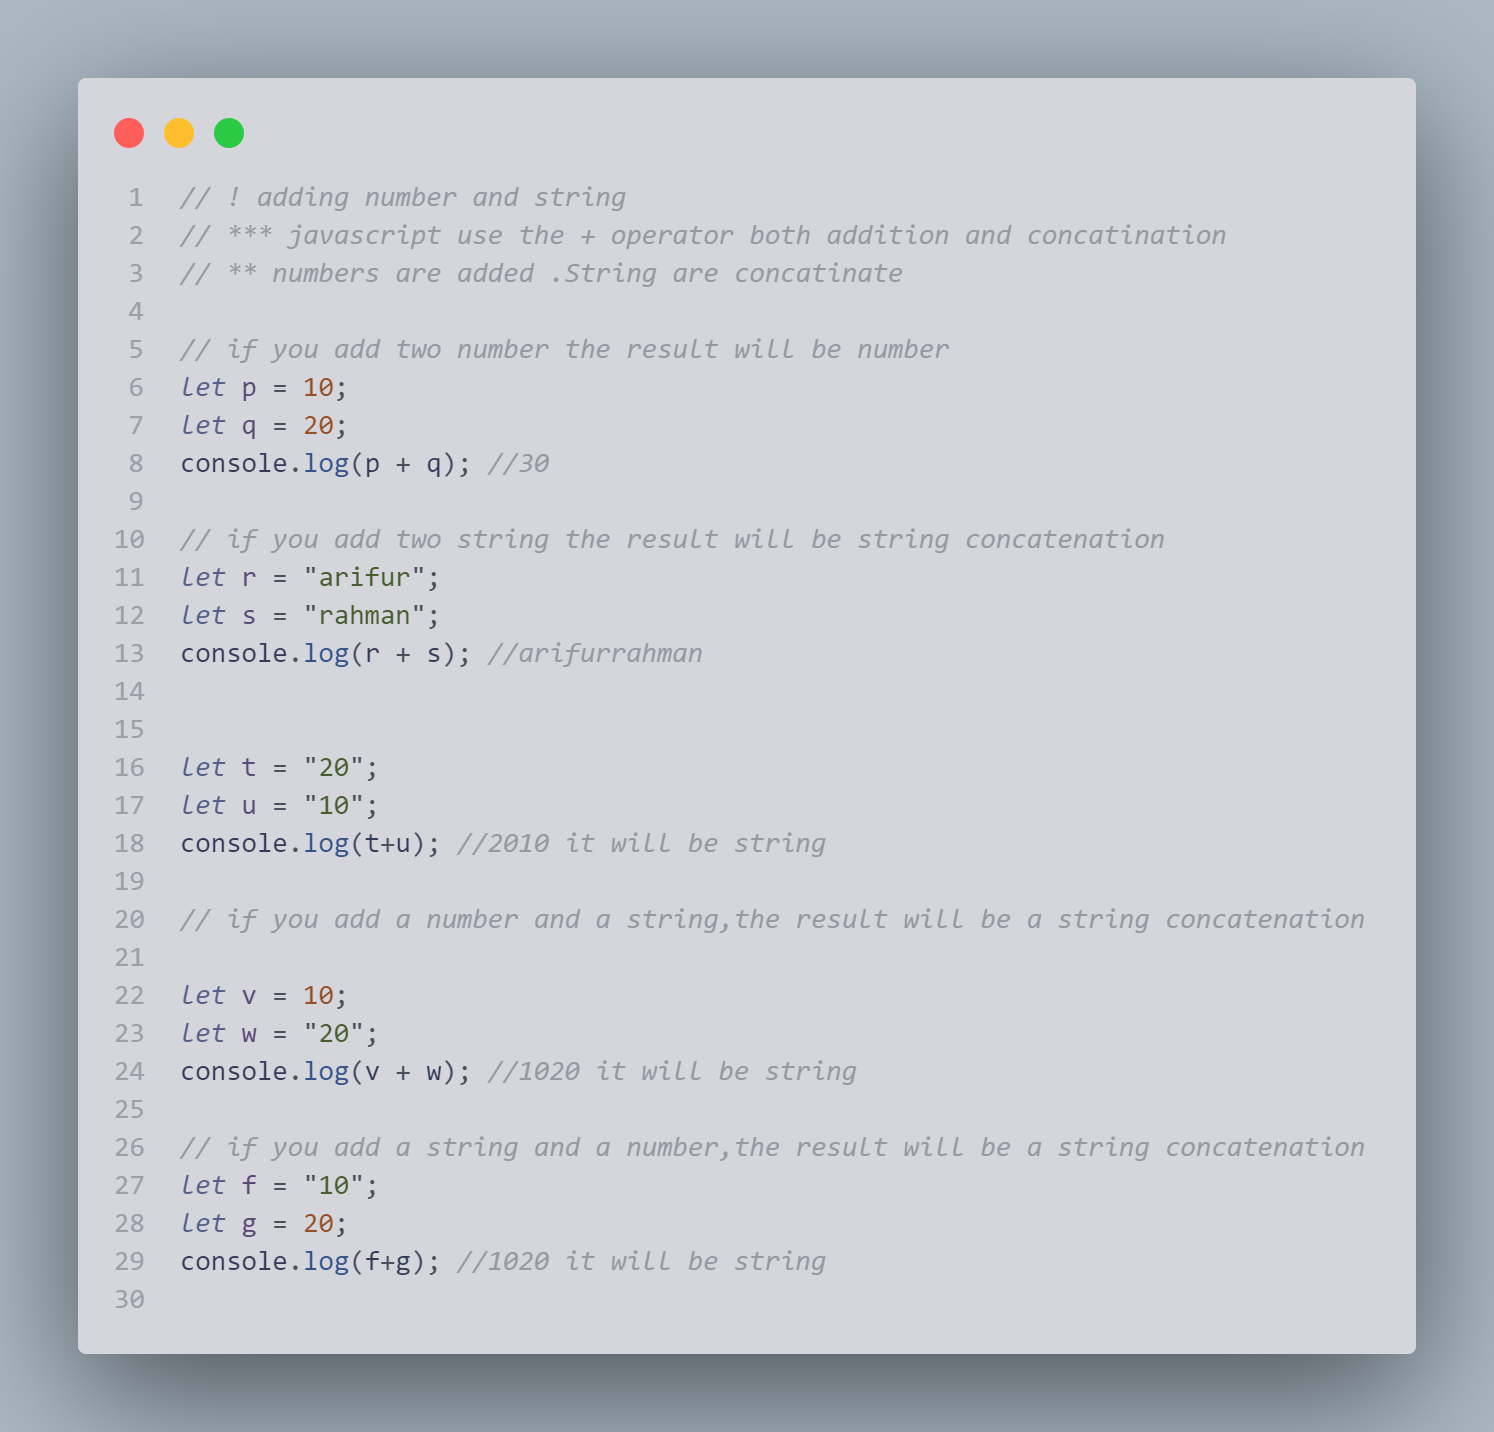 1 // ! adding number and string
2 // *** javascript use the + operator both addition and concatination
3 // ** numbers are added .String are concatinate
4
5 // if you add two number the result will be number
6 let p = 10;
7 let q = 20;
8 console.log(p + q); //30
9
10 // if you add two string the result will be string concatenation
11 let r = "arifur";
12 let s = "rahman";
13 console.log(r + s); //arifurrahman
14
15
16 let t = "20";
17 let u = "10";
18 console.log(t+u); //2010 it will be string
19
20 // if you add a number and a string,the result will be a string concatenation
21
22 let v = 10;
23 let w = "20";
24 console.log(v + w); //1020 it will be string
25
26 // if you add a string and a number,the result will be a string concatenation
27 let f = "10";
28 let g = 20;
29 console.log(f+g); //1020 it will be string
30